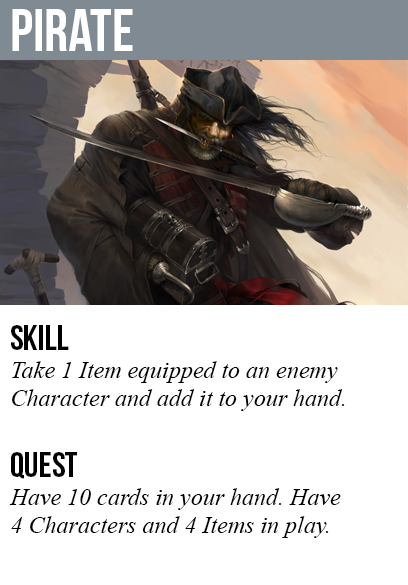 PIRATE
SKILL
Take 1 Item equipped to an enemy
Character and add it to your hand.
QUEST
Have 10 cards in your hand. Have
4 Characters and 4 Items in play.